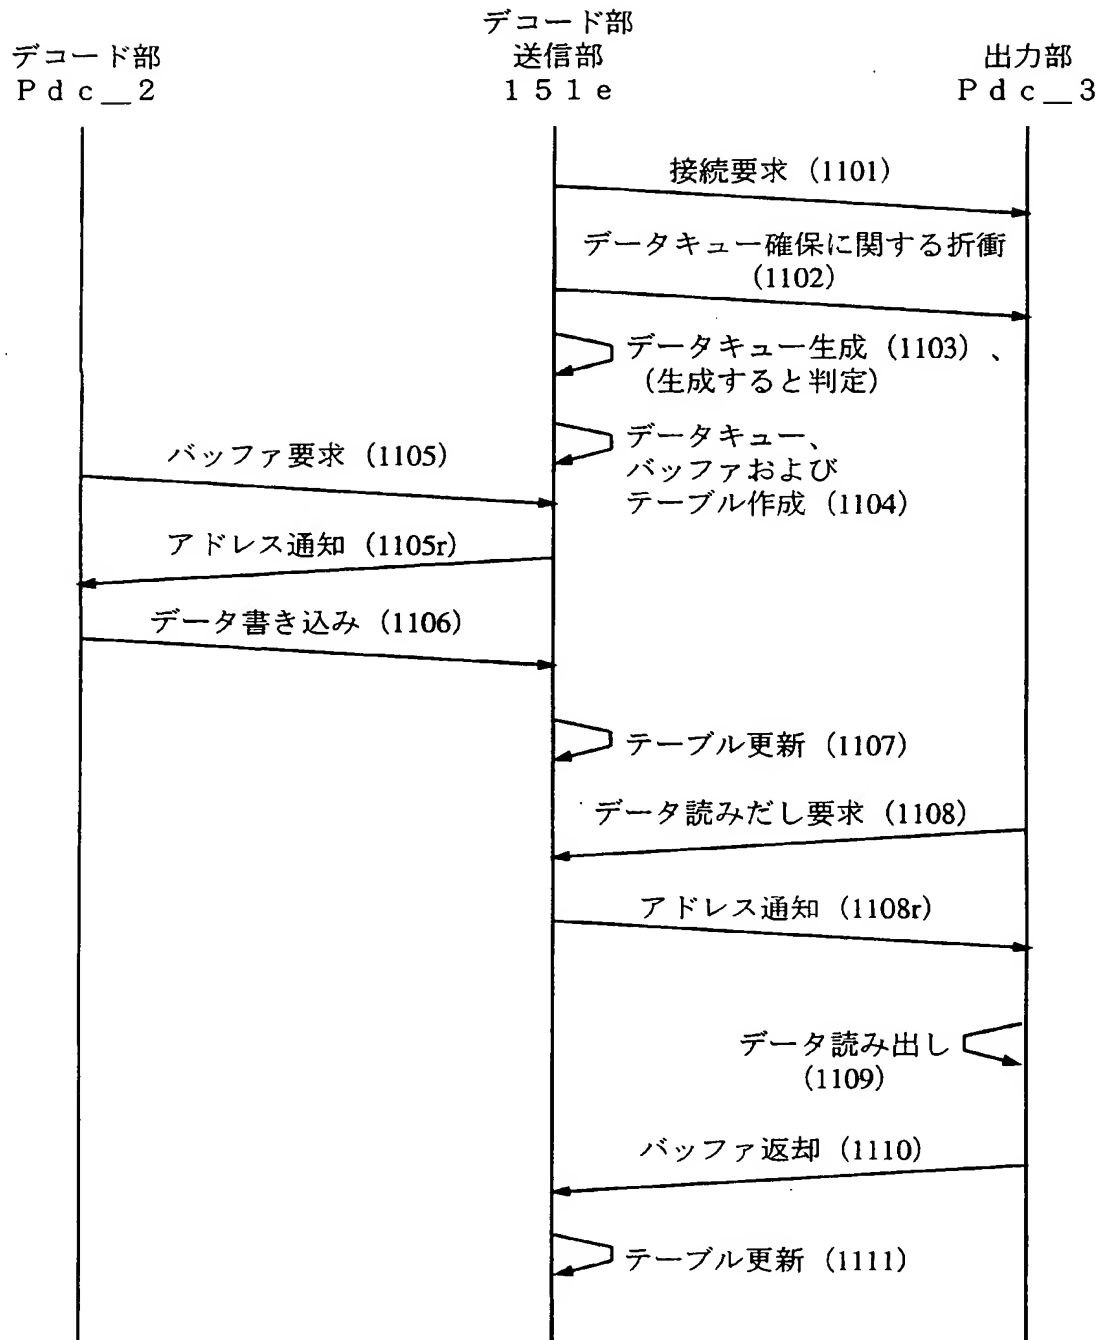 デコード部
Pdc＿2
デコード部
送信部
151e
出力部
Pdc＿3
接続要求（1101）
データキュー確保に関する折衝
（1102）
データキュー生成（1103）、
（生成すると判定）
データキュー、
バッファおよび
テーブル作成（1104）
バッファ要求（1105）
アドレス通知（1105r）
データ書き込み（1106）
テーブル更新（1107）
データ読みだし要求（1108）
アドレス通知（1108r）
データ読み出し
（1109）
バッファ返却（1110）
テーブル更新（1111）